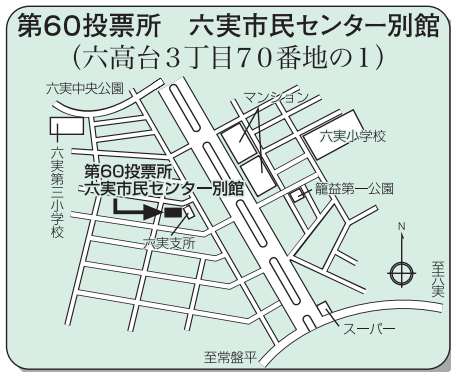 第60投票所　六実市民センター別館
（六高台３丁目７０番地の１）
六実中央公園
マンション
六実小学校
六実第三小学校
第60投票所
六実市民センター別館
籠益第一公園
六実支所
N
至六実
スーパー
至常盤平